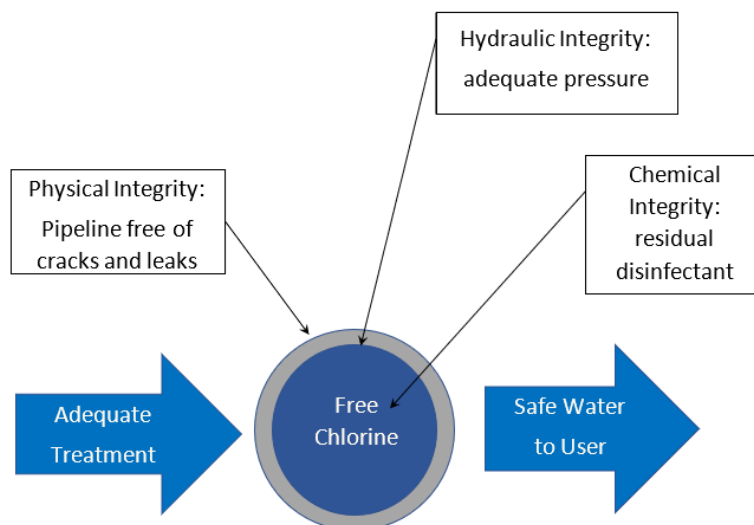 Hydraulic Integrity:
adequate pressure
Physical Integrity:
Pipeline free of
cracks and leaks
Chemical
Integrity:
residual
disinfectant
Adequate
Treatment
Free
Chlorine
Safe Water
to User